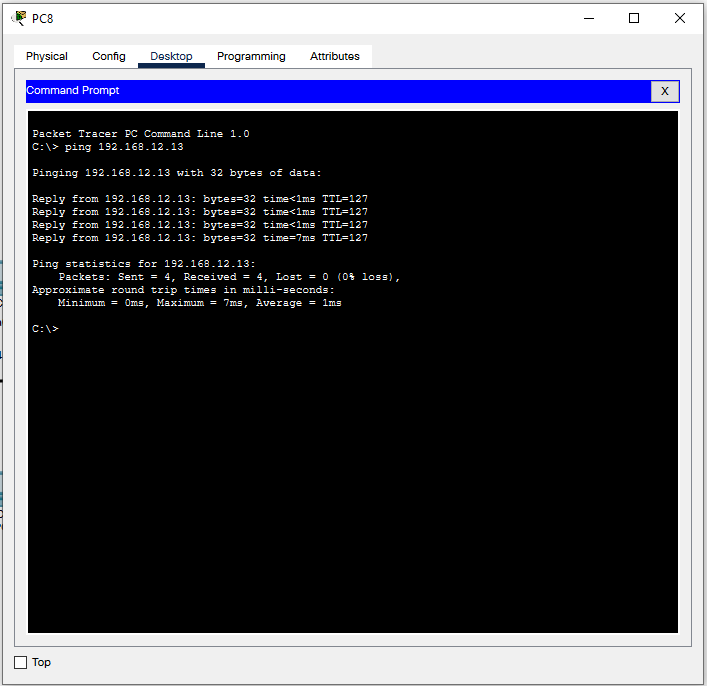 PC8
Physical Config Desktop Programming Attributes
Command Prompt
X
Packet Tracer PC Command Line 1.0
C:\> ping 192.168.12.13
Pinging 192.168.12.13 with 32 bytes of data:
Reply from 192.168.12.13: bytes=32 time<1ms TTL=127
Reply from 192.168.12.13: bytes=32 time<1ms TTL=127
Reply from 192.168.12.13: bytes=32 time<1ms TTL=127
Reply from 192.168.12.13: bytes=32 time=7ms TTL=127
Ping statistics for 192.168.12.13:
Packets: Sent = 4, Received = 4, Lost = 0 (0% loss),
Approximate round trip times in milli-seconds:
Minimum = 0ms, Maximum = 7ms, Average = 1ms
C:\>
Top